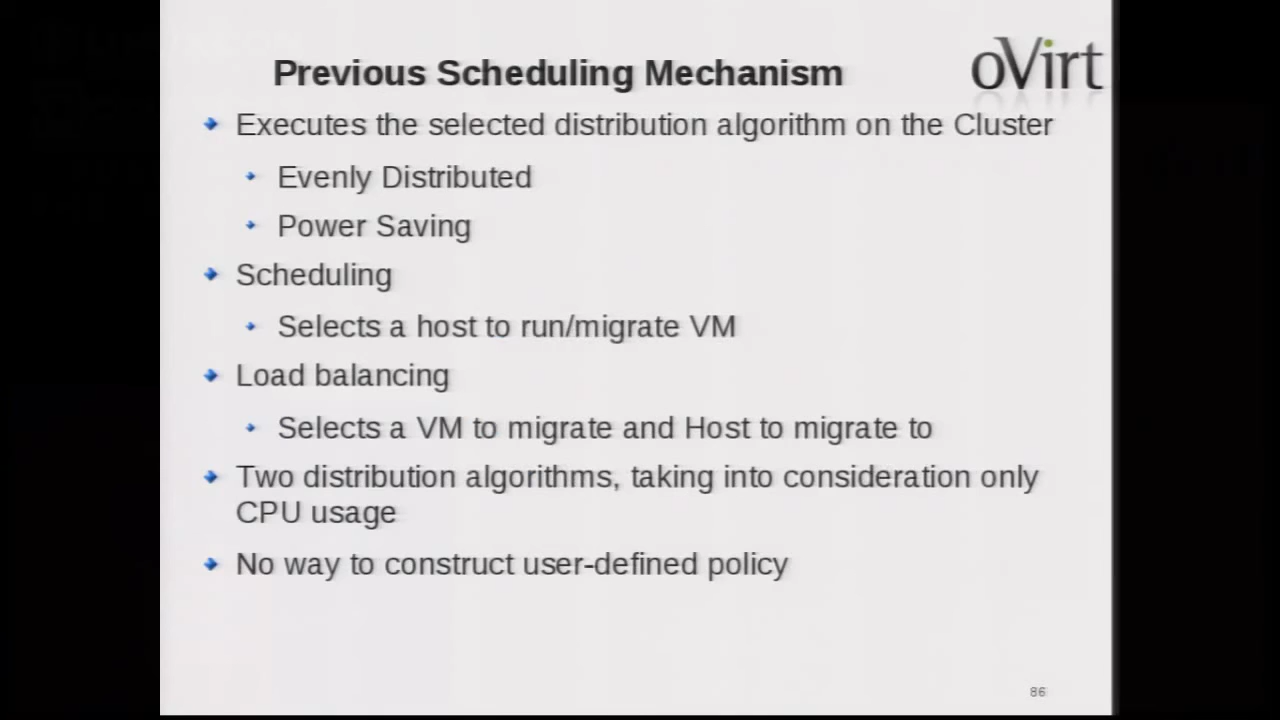 oVirt
Previous Scheduling Mechanism
Executes the selected distribution algorithm on the Cluster
Evenly Distributed
Power Saving
Scheduling
Selects a host to run/migrate VM
Load balancing
Selects a VM to migrate and Host to migrate to
Two distribution algorithms, taking into consideration only
CPU usage
No way to construct user-defined policy
86